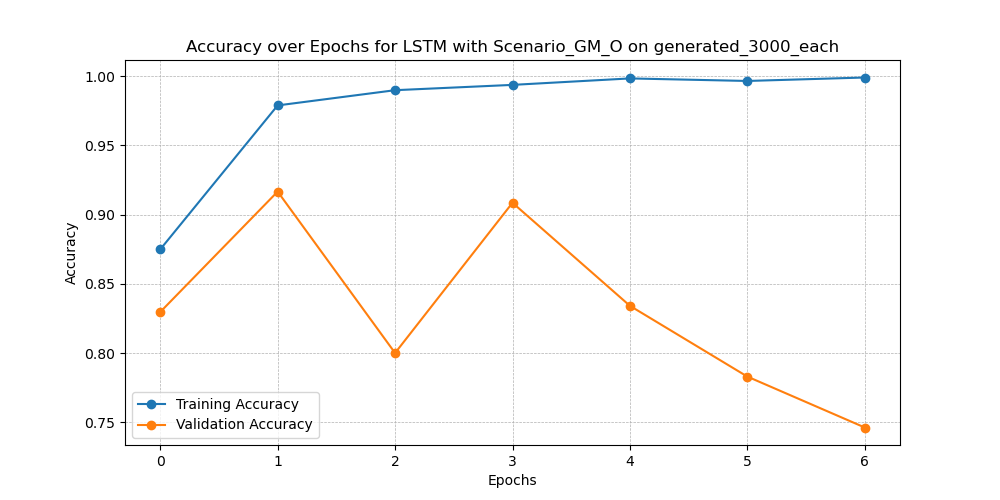 Accuracy over Epochs for LSTM with Scenario_GM_O on generated_3000_each
Accuracy
1.00
0.95
0.90
0.85
0.80
0.75
Training Accuracy
Validation Accuracy
0 1 2 3 4 5 6
Epochs